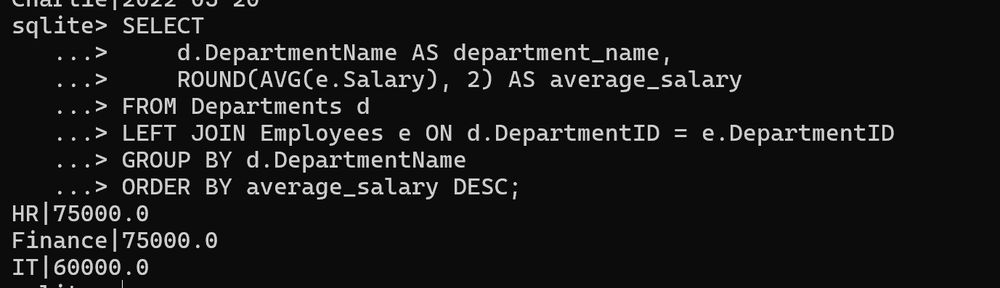 Charlie|2022-05-20
sqlite> SELECT
   ...>     d.DepartmentName AS department_name,
   ...>     ROUND(AVG(e.Salary), 2) AS average_salary
   ...> FROM Departments d
   ...> LEFT JOIN Employees e ON d.DepartmentID = e.DepartmentID
   ...> GROUP BY d.DepartmentName
   ...> ORDER BY average_salary DESC;
HR|75000.0
Finance|75000.0
IT|60000.0